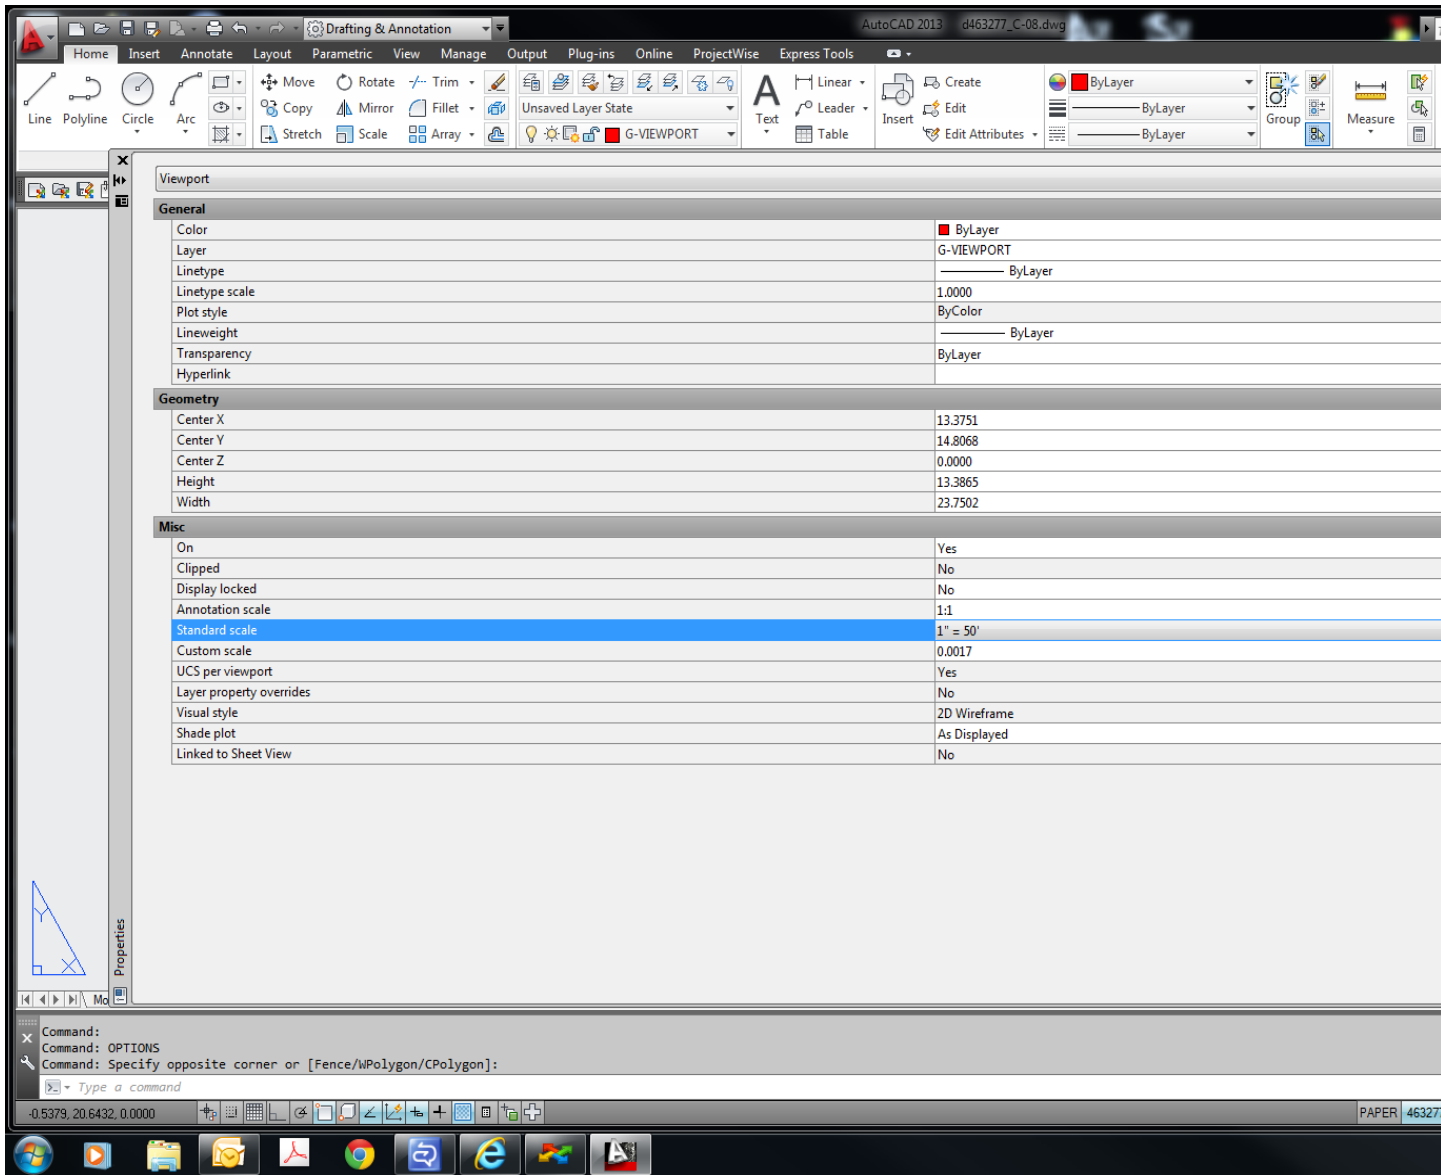 Drafting & Annotation
AutoCAD 2013 d463277_C-08.dwg
Home Insert Annotate Layout Parametric View Manage Output Plug-ins Online ProjectWise Express Tools
Move Rotate Trim Linear Create ByLayer
Copy Mirror Fillet Unsaved Layer State Leader Edit ByLayer
Line Polyline Circle Arc Text Insert Group Measure
Stretch Scale Array G-VIEWPORT Table Edit Attributes ByLayer
Viewport
General
Color ByLayer
Layer G-VIEWPORT
Linetype ByLayer
Linetype scale 1.0000
Plot style ByColor
Lineweight ByLayer
Transparency ByLayer
Hyperlink
Geometry
Center X 13.3751
Center Y 14.8068
Center Z 0.0000
Height 13.3865
Width 23.7502
Misc
On Yes
Clipped No
Display locked No
Annotation scale 1:1
Standard scale 1" = 50'
Custom scale 0.0017
UCS per viewport Yes
Layer property overrides No
Visual style 2D Wireframe
Shade plot As Displayed
Linked to Sheet View No
Y
X
Properties
Mo
Command:
Command: OPTIONS
Command: Specify opposite corner or [Fence/WPolygon/CPolygon]:
Type a command
-0.5379, 20.6432, 0.0000 PAPER 46327